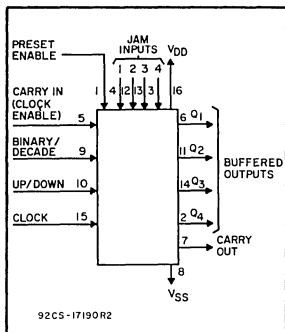 PRESET
ENABLE
JAM
INPUTS
VDD
1 4 1 12 2 13 3 3 4 16
CARRY IN
(CLOCK
ENABLE)
5
BINARY/
DECADE
9
UP/DOWN
10
CLOCK
15
6 Q1
11 Q2
14 Q3
2 Q4
BUFFERED
OUTPUTS
7
CARRY
OUT
8
VSS
92CS-17190R2